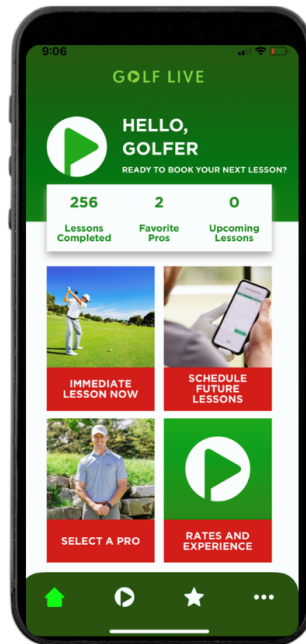 9:06
GOLF LIVE
HELLO,
GOLFER
READY TO BOOK YOUR NEXT LESSON?
256
2
0
Lessons
Completed
Favorite
Pros
Upcoming
Lessons
IMMEDIATE
LESSON NOW
SCHEDULE
FUTURE
LESSONS
SELECT A PRO
RATES AND
EXPERIENCE